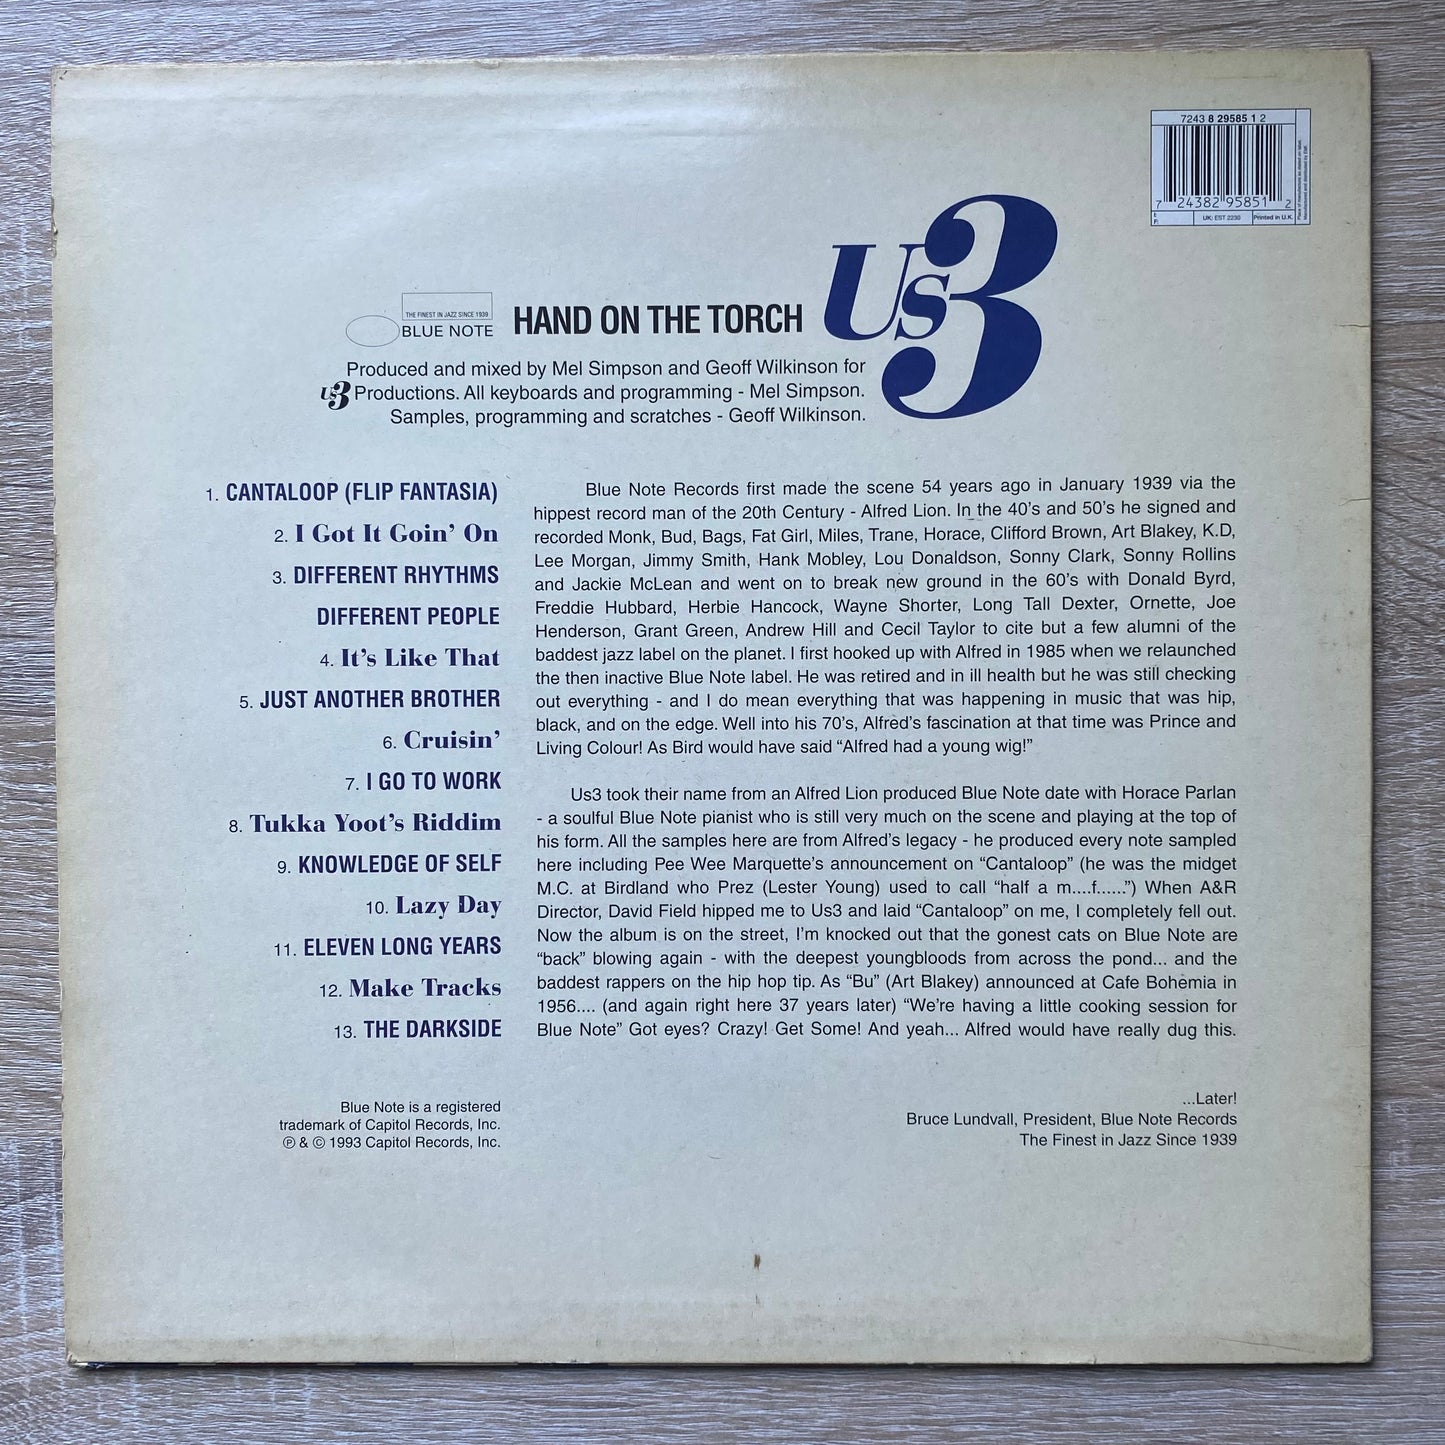 7243 8 29585 1 2
7 24382 95851 2
UK: EST 2230
Printed in U.K.
Us3
THE FINEST IN JAZZ SINCE 1939
BLUE NOTE
HAND ON THE TORCH
Produced and mixed by Mel Simpson and Geoff Wilkinson for
Us3 Productions. All keyboards and programming - Mel Simpson.
Samples, programming and scratches - Geoff Wilkinson.
1. CANTALOOP (FLIP FANTASIA)
2. I Got It Goin' On
3. DIFFERENT RHYTHMS
DIFFERENT PEOPLE
4. It's Like That
5. JUST ANOTHER BROTHER
6. Cruisin'
7. I GO TO WORK
8. Tukka Yoot's Riddim
9. KNOWLEDGE OF SELF
10. Lazy Day
11. ELEVEN LONG YEARS
12. Make Tracks
13. THE DARKSIDE
Blue Note is a registered
trademark of Capitol Records, Inc.
℗ & © 1993 Capitol Records, Inc.
Blue Note Records first made the scene 54 years ago in January 1939 via the
hippest record man of the 20th Century - Alfred Lion. In the 40's and 50's he signed and
recorded Monk, Bud, Bags, Fat Girl, Miles, Trane, Horace, Clifford Brown, Art Blakey, K.D,
Lee Morgan, Jimmy Smith, Hank Mobley, Lou Donaldson, Sonny Clark, Sonny Rollins
and Jackie McLean and went on to break new ground in the 60's with Donald Byrd,
Freddie Hubbard, Herbie Hancock, Wayne Shorter, Long Tall Dexter, Ornette, Joe
Henderson, Grant Green, Andrew Hill and Cecil Taylor to cite but a few alumni of the
baddest jazz label on the planet. I first hooked up with Alfred in 1985 when we relaunched
the then inactive Blue Note label. He was retired and in ill health but he was still checking
out everything - and I do mean everything that was happening in music that was hip,
black, and on the edge. Well into his 70's, Alfred's fascination at that time was Prince and
Living Colour! As Bird would have said "Alfred had a young wig!"
Us3 took their name from an Alfred Lion produced Blue Note date with Horace Parlan
- a soulful Blue Note pianist who is still very much on the scene and playing at the top of
his form. All the samples here are from Alfred's legacy - he produced every note sampled
here including Pee Wee Marquette's announcement on "Cantaloop" (he was the midget
M.C. at Birdland who Prez (Lester Young) used to call "half a m....f......") When A&R
Director, David Field hipped me to Us3 and laid "Cantaloop" on me, I completely fell out.
Now the album is on the street, I'm knocked out that the gonest cats on Blue Note are
"back" blowing again - with the deepest youngbloods from across the pond... and the
baddest rappers on the hip hop tip. As "Bu" (Art Blakey) announced at Cafe Bohemia in
1956.... (and again right here 37 years later) "We're having a little cooking session for
Blue Note" Got eyes? Crazy! Get Some! And yeah... Alfred would have really dug this.
...Later!
Bruce Lundvall, President, Blue Note Records
The Finest in Jazz Since 1939